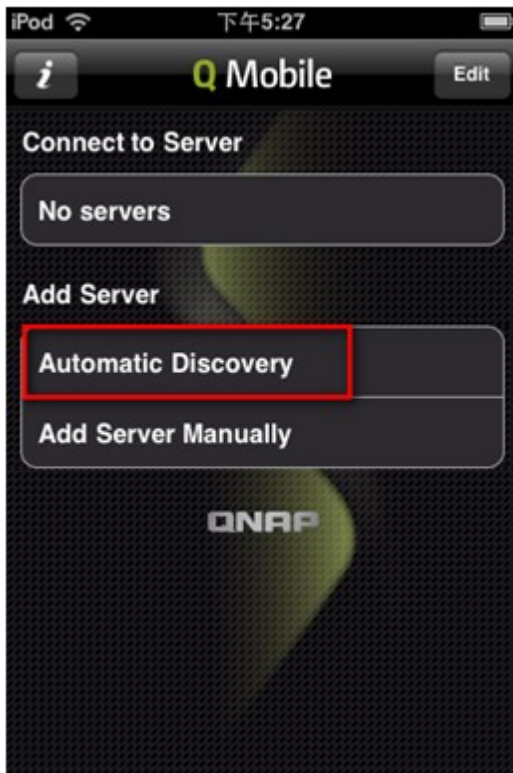 iPod 下午5:27
i Q Mobile Edit
Connect to Server
No servers
Add Server
Automatic Discovery
Add Server Manually
QNAP